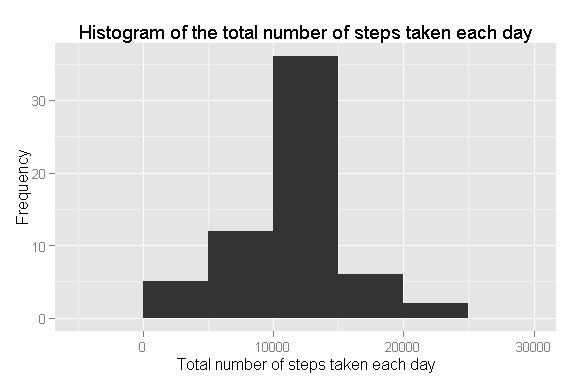 Histogram of the total number of steps taken each day
Frequency
30
20
10
0
0 10000 20000 30000
Total number of steps taken each day